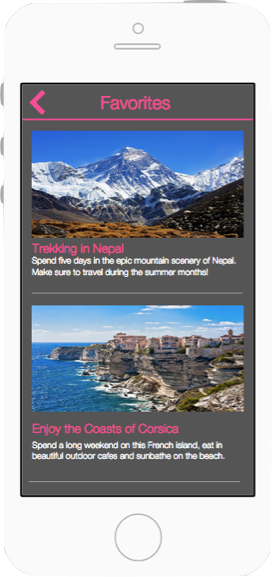 Favorites
Trekking in Nepal
Spend five days in the epic mountain scenery of Nepal.
Make sure to travel during the summer months!
Enjoy the Coasts of Corsica
Spend a long weekend on this French island, eat in
beautiful outdoor cafes and sunbathe on the beach.